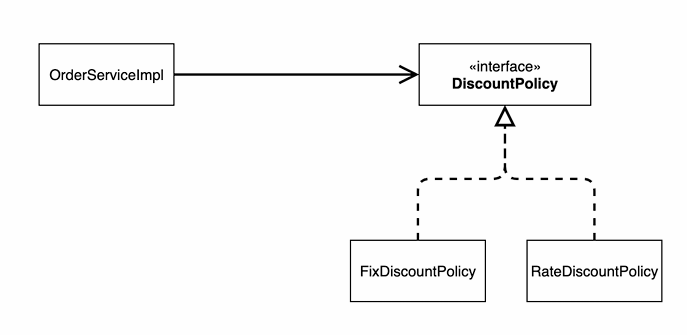 OrderServiceImpl
«interface»
DiscountPolicy
FixDiscountPolicy
RateDiscountPolicy